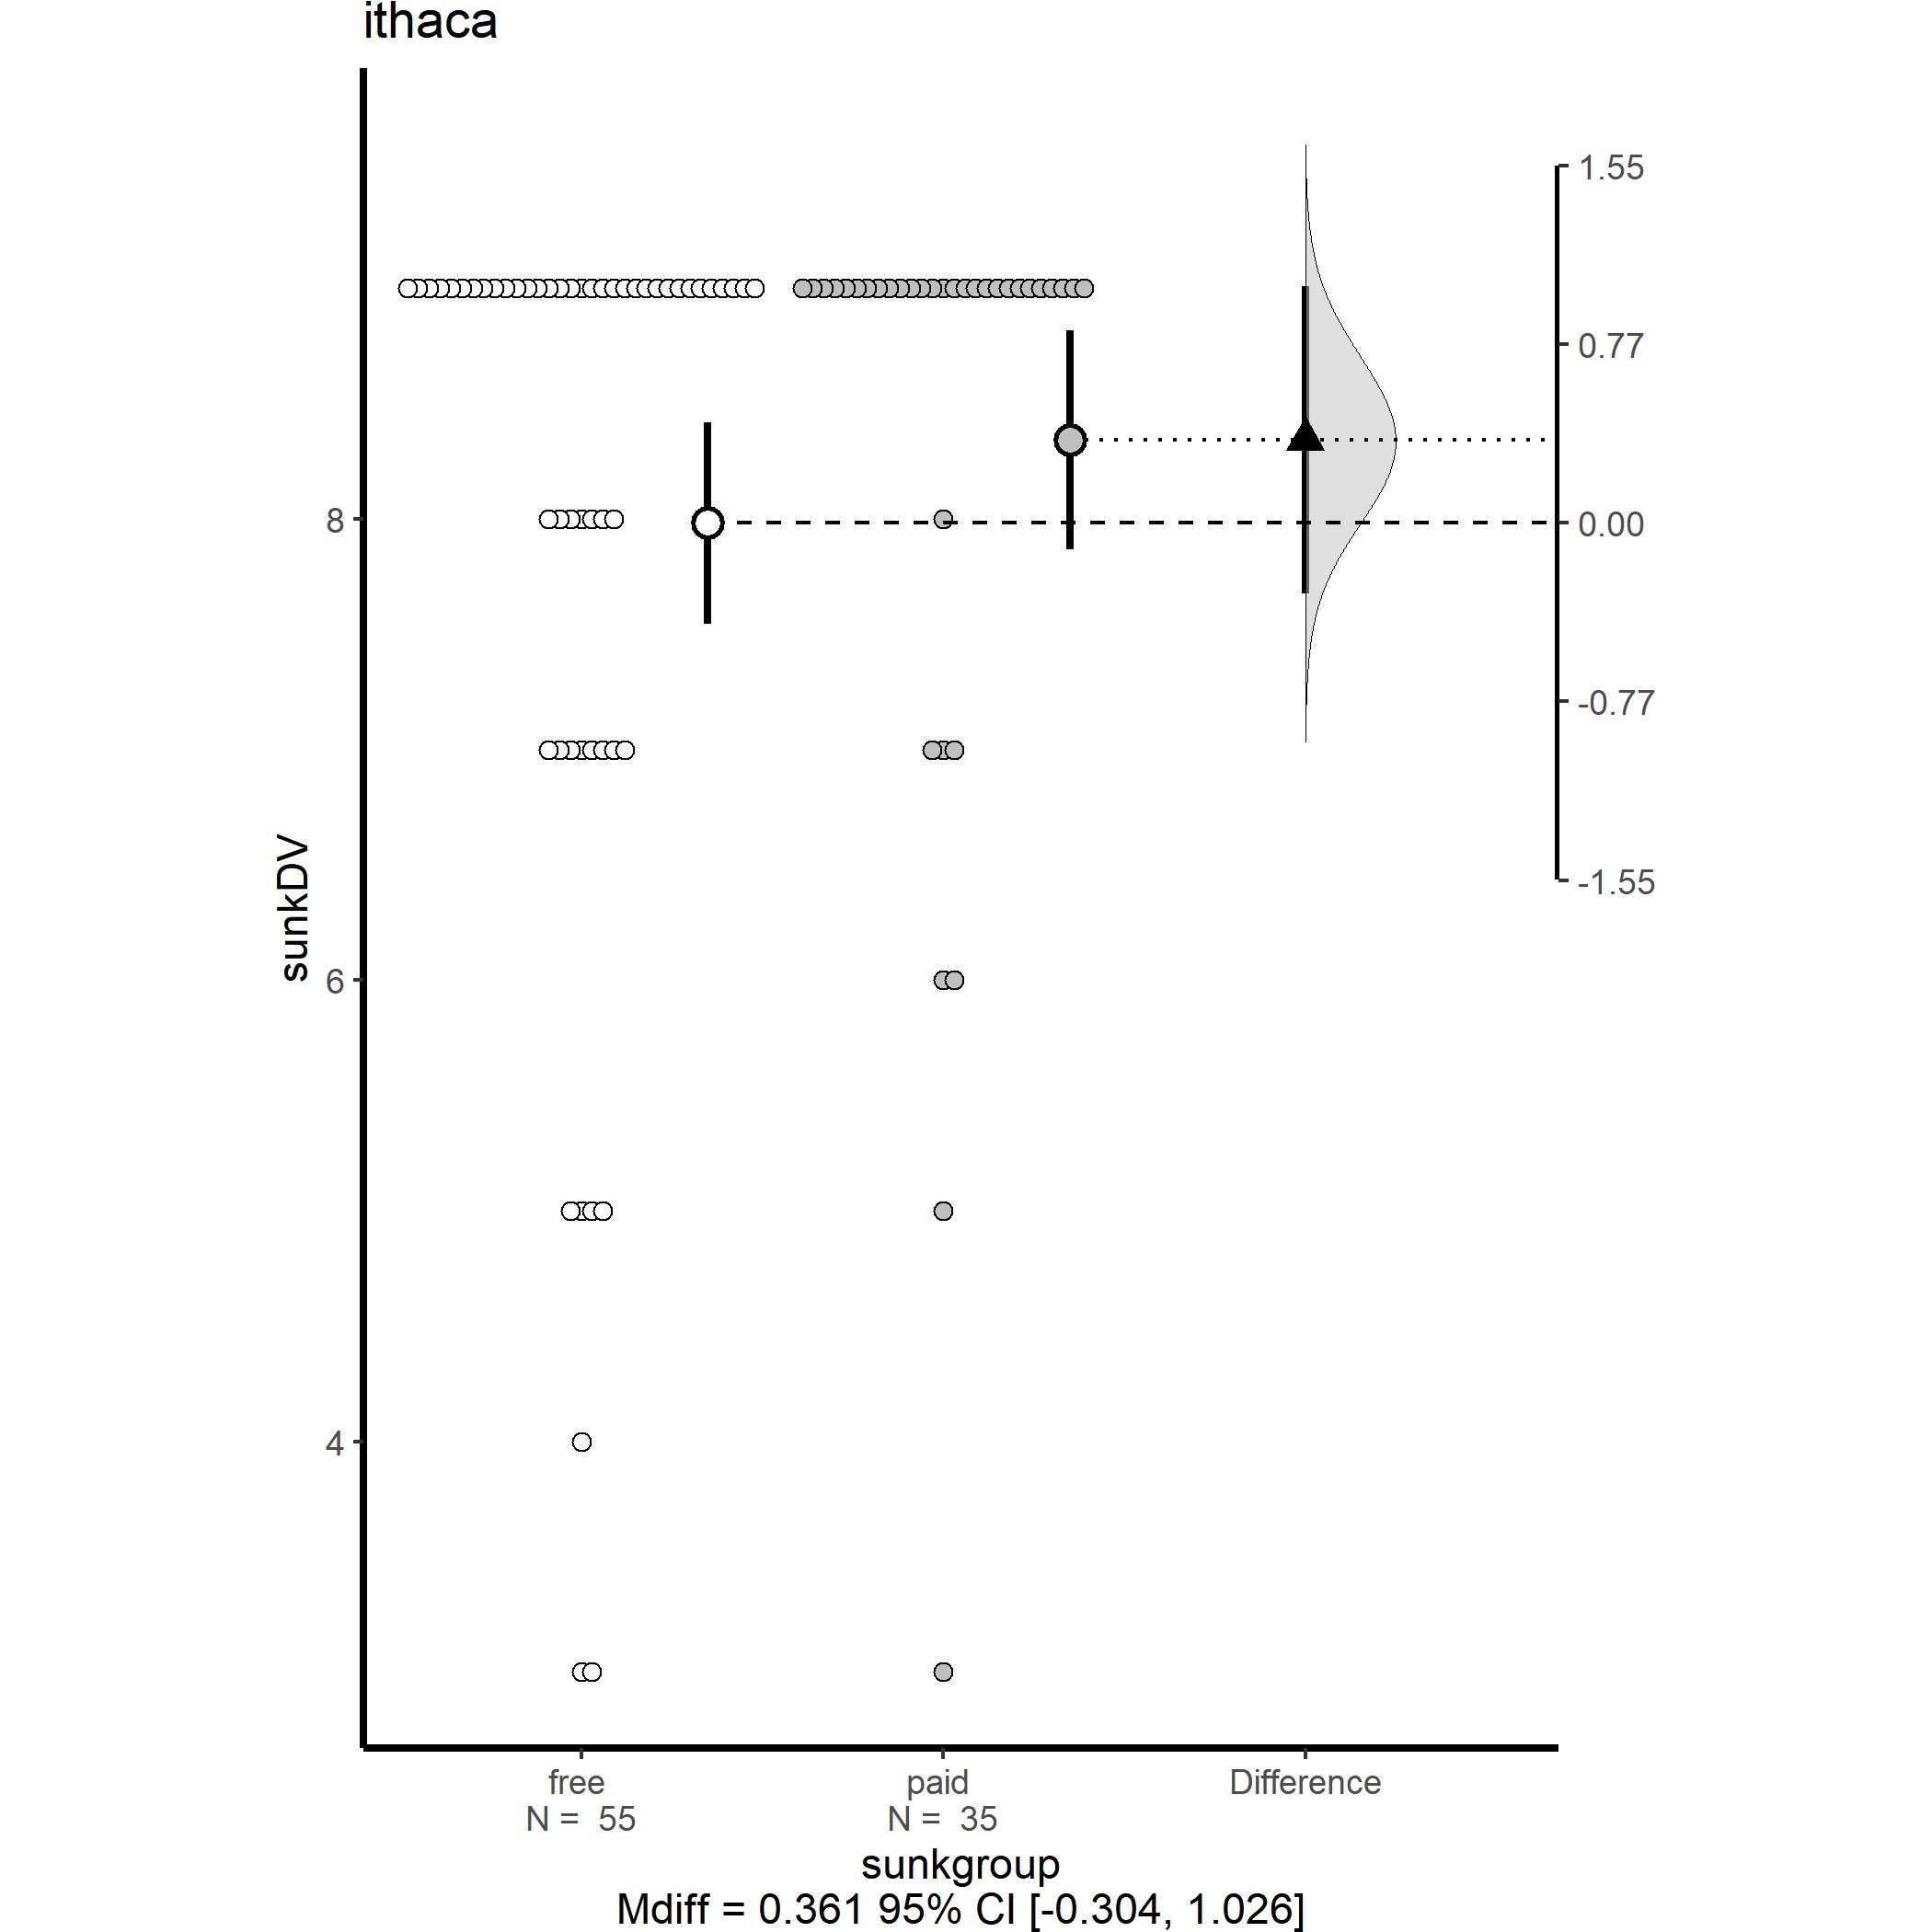 ithaca
sunkDV
8
6
4
1.55
0.77
0.00
-0.77
-1.55
free
N =  55
paid
N =  35
Difference
sunkgroup
Mdiff = 0.361 95% CI [-0.304, 1.026]